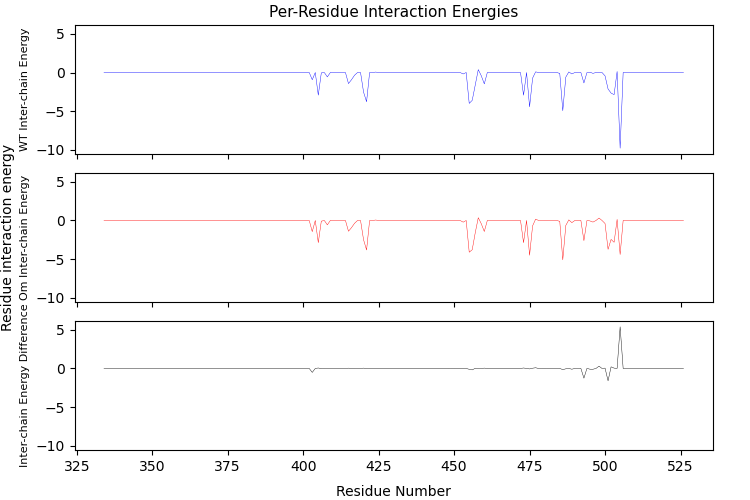 Per-Residue Interaction Energies
Residue interaction energy
WT Inter-chain Energy
5
0
−5
−10
Om Inter-chain Energy
5
0
−5
−10
Inter-chain Energy Difference
5
0
−5
−10
325 350 375 400 425 450 475 500 525
Residue Number